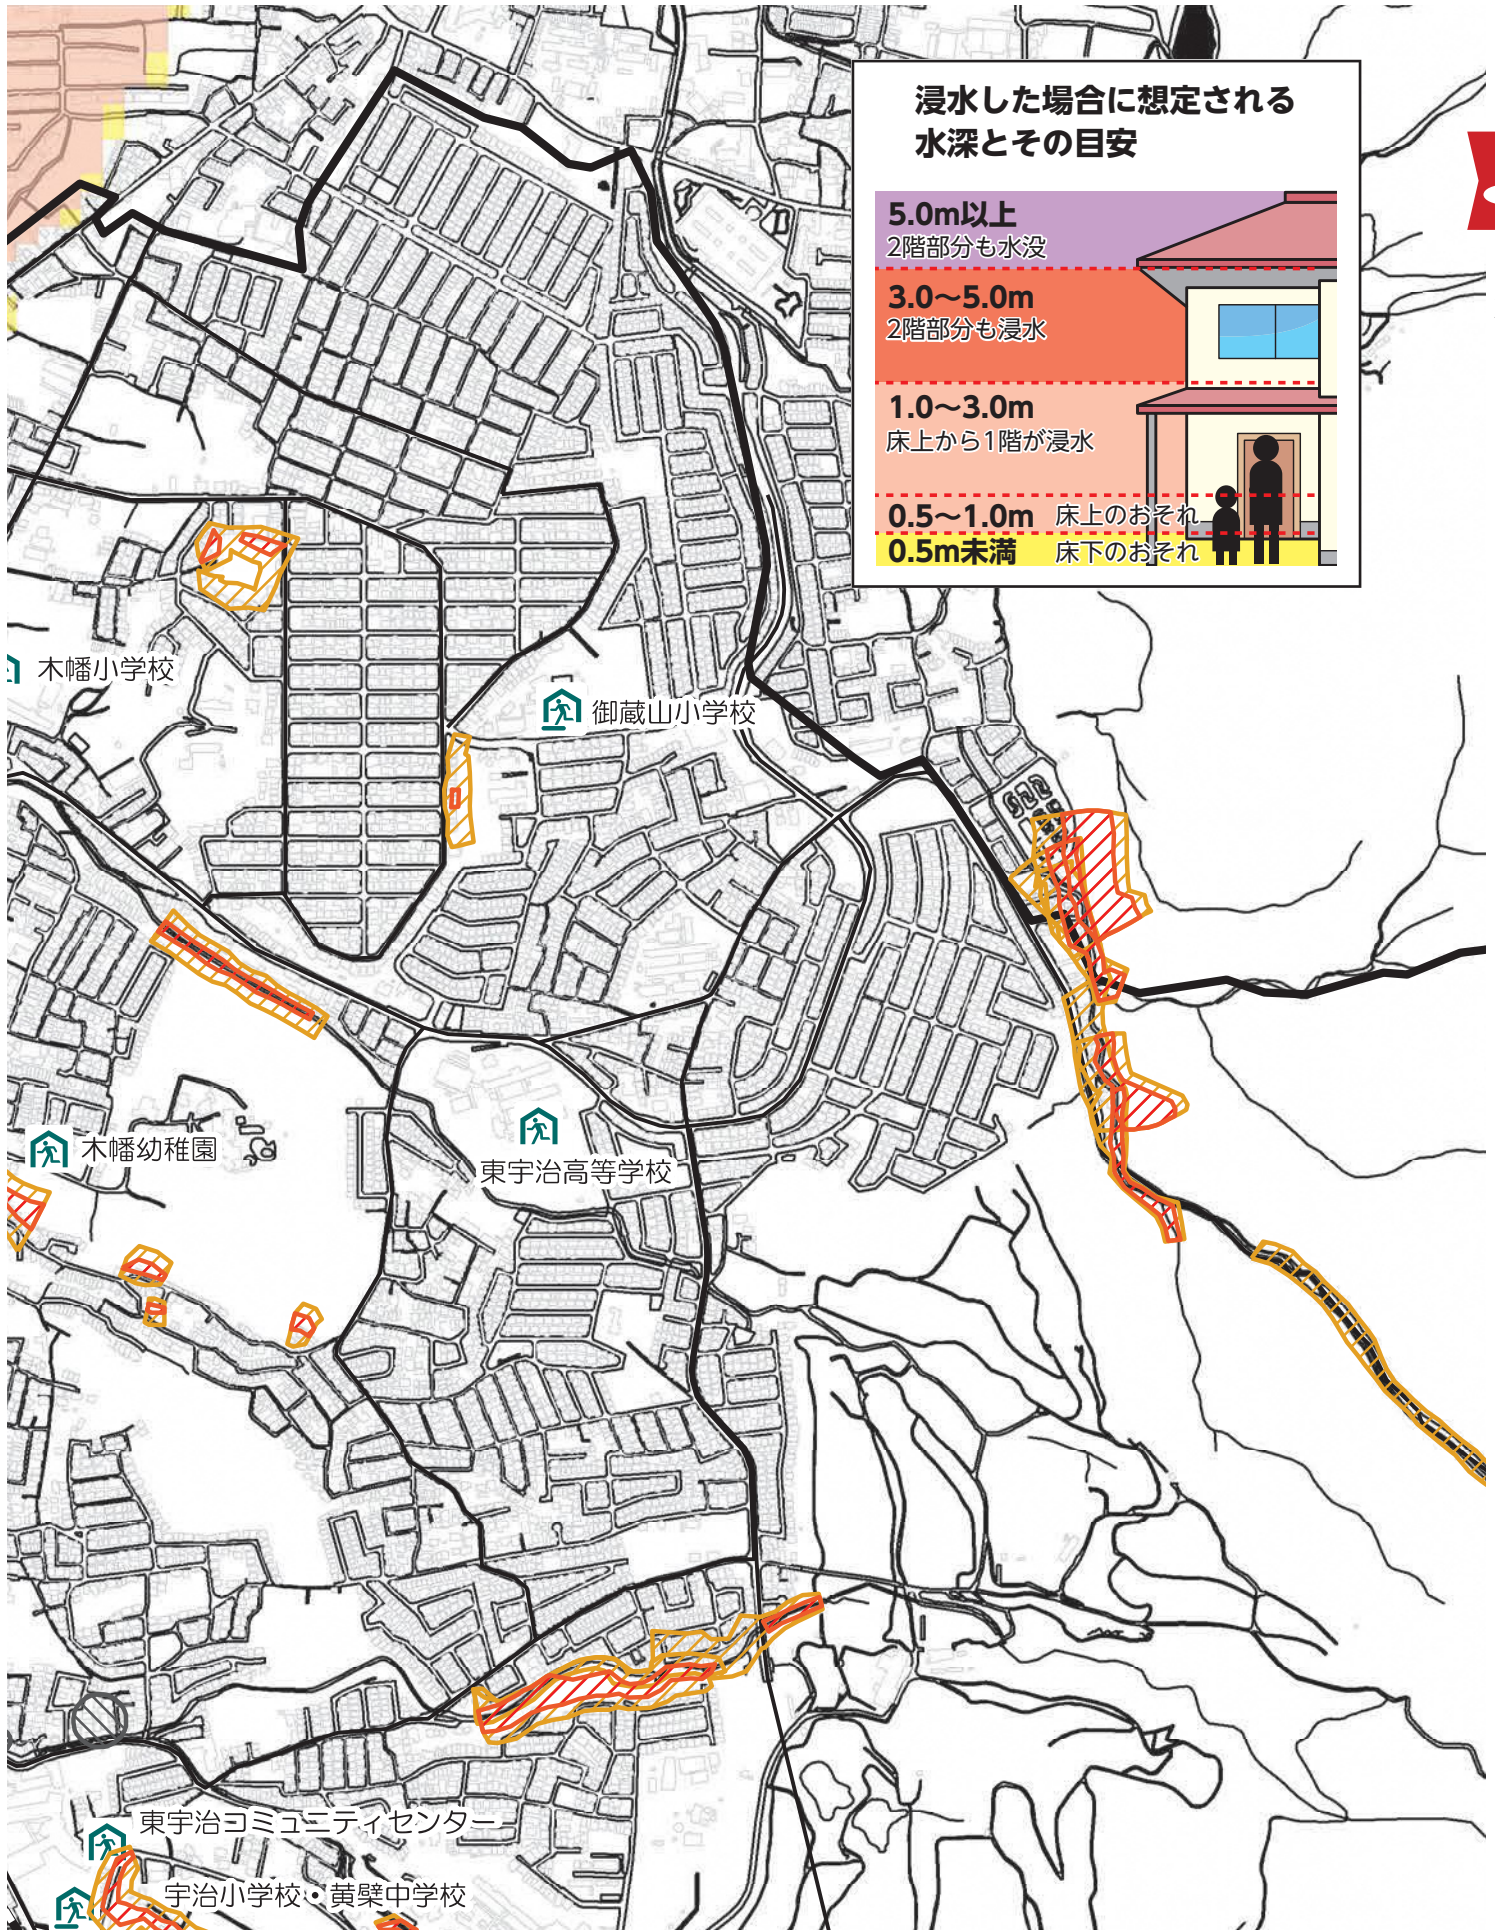 浸水した場合に想定される
水深とその目安
5.0m以上
2階部分も水没
3.0〜5.0m
2階部分も浸水
1.0〜3.0m
床上から1階が浸水
0.5〜1.0m 床上のおそれ
0.5m未満 床下のおそれ
木幡小学校
御蔵山小学校
木幡幼稚園
東宇治高等学校
東宇治コミュニティセンター
宇治小学校・黄檗中学校